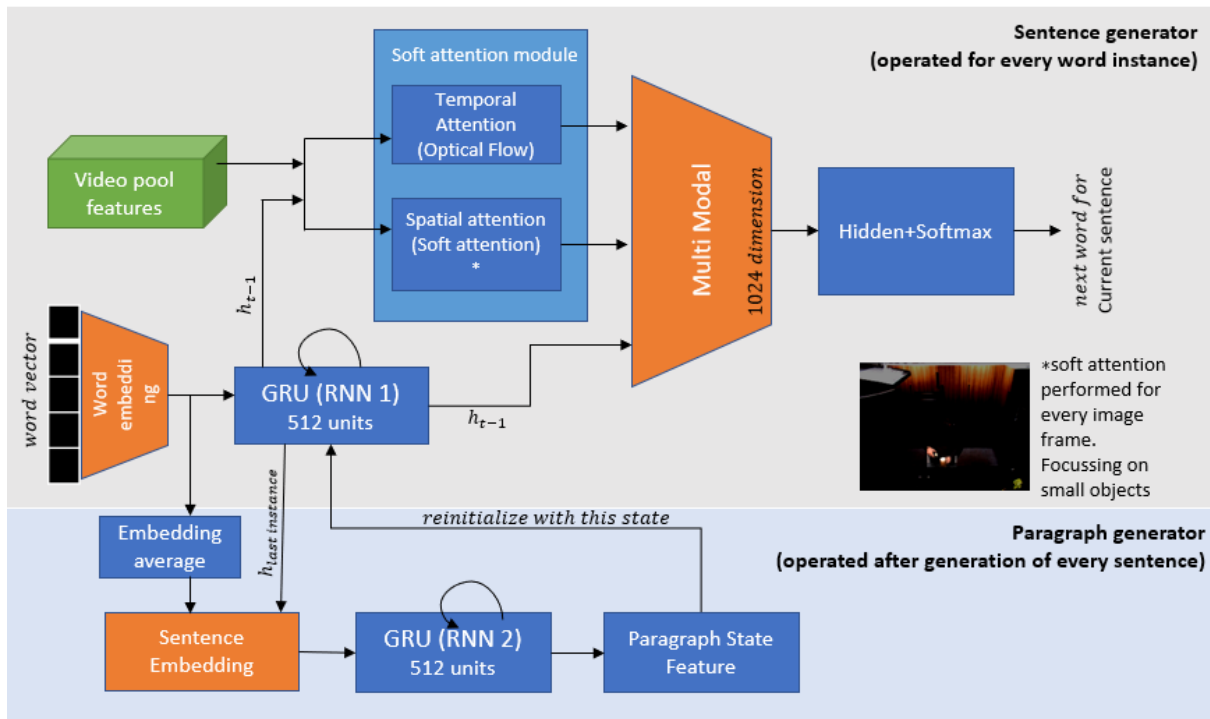 Sentence generator
(operated for every word instance)
Soft attention module
Temporal
Attention
(Optical Flow)
Video pool
features
Spatial attention
(Soft attention)
*
Multi Modal
1024 dimension
Hidden+Softmax
next word for
Current sentence
h_{t−1}
word vector
Word
embeddi
ng
GRU (RNN 1)
512 units
h_{t−1}
*soft attention
performed for
every image
frame.
Focussing on
small objects
h_{last instance}
reinitialize with this state
Paragraph generator
(operated after generation of every sentence)
Embedding
average
Sentence
Embedding
GRU (RNN 2)
512 units
Paragraph State
Feature